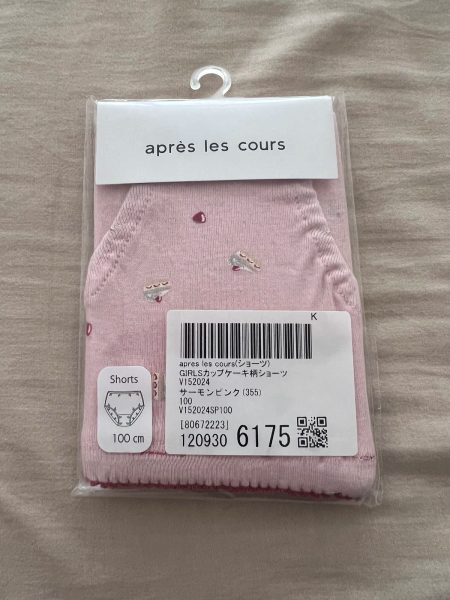 après les cours
K
apres les cours(ショーツ)
GIRLSカップケーキ柄ショーツ
V152024
サーモンピンク(355)
100
V152024SP100
[80672223]
120930 6175
Shorts
100 cm